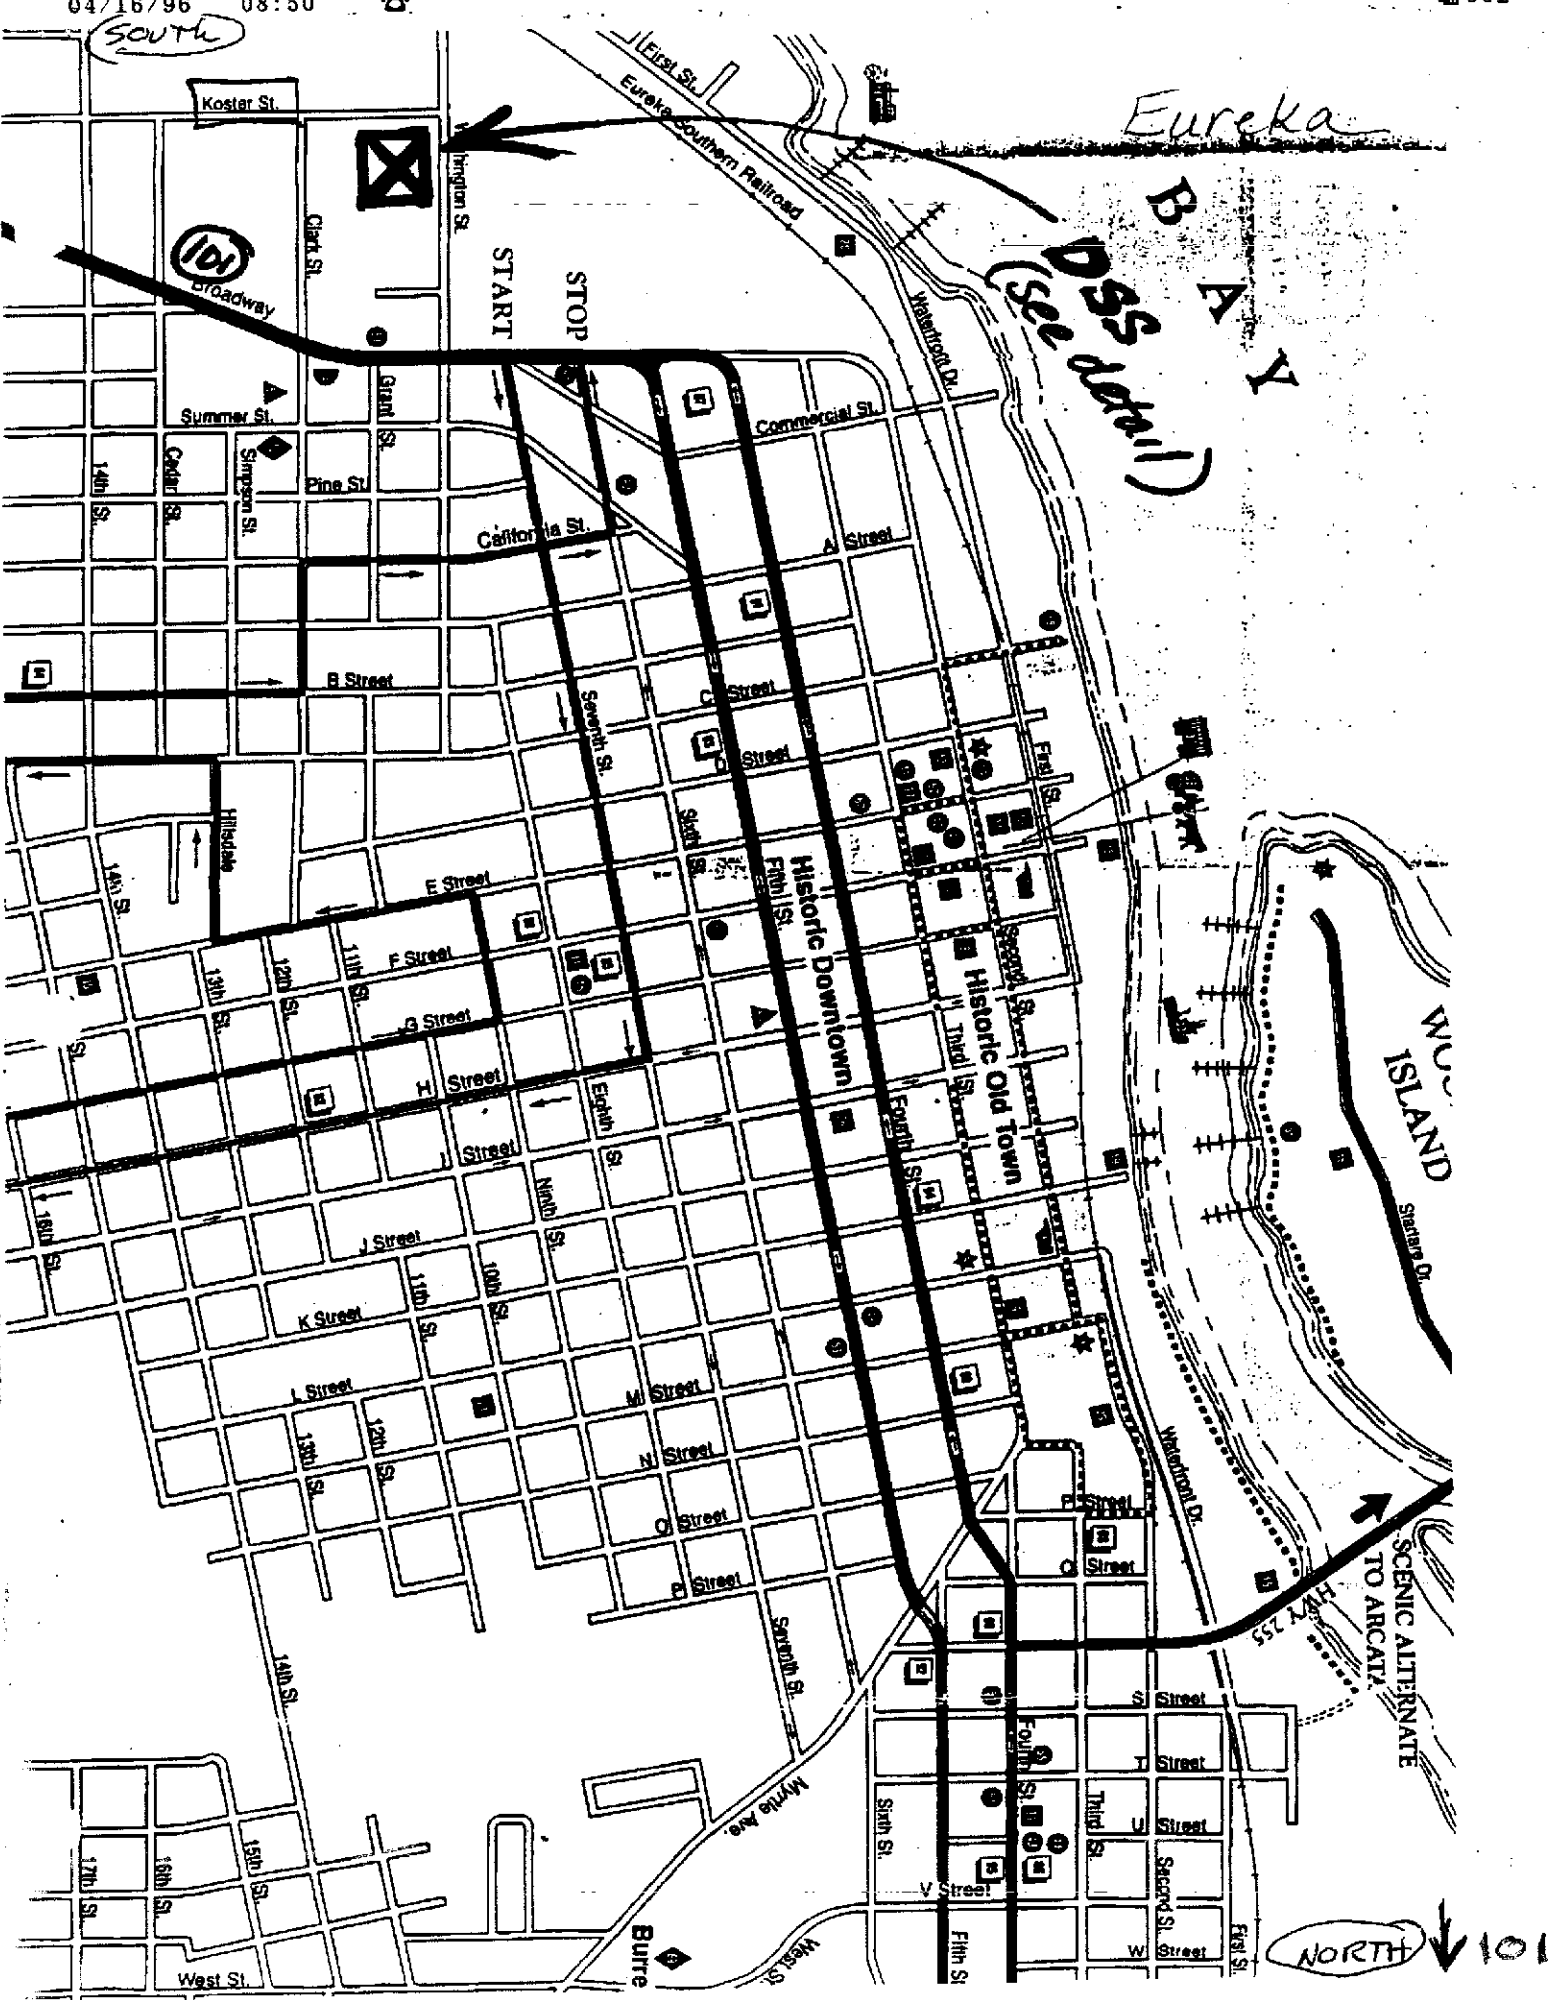 04/16/96 08:50
SOUTH
Eureka
Koster St.
First St.
Eureka Southern Railroad
B A Y
DSS
(see detail)
Clark St.
101
Broadway
START
STOP
Waterfront Dr.
Grant St.
Summer St.
Commercial St.
14th St.
Cedar St.
Simpson St.
Pine St.
California St.
A Street
B Street
Seventh St.
C Street
D Street
First St.
Hillsdale
14th St.
E Street
Sixth St.
Fifth St.
Historic Downtown
F Street
11th St.
12th St.
13th St.
G Street
Second St.
Historic Old Town
Third St.
ISLAND
H Street
Eighth St.
Fourth St.
I Street
Ninth St.
16th St.
J Street
Startare Dr.
10th St.
11th St.
K Street
L Street
M Street
12th St.
13th St.
N Street
Waterfront Dr.
O Street
P Street
P Street
Q Street
SCENIC ALTERNATE
TO ARCATA
HWY 255
Seventh St.
14th St.
S Street
Fourth St.
T Street
Myrtle Ave.
Sixth St.
Third St.
U Street
15th St.
16th St.
17th St.
V Street
Second St.
First St.
W Street
Fifth St
West St.
West St.
Burre
NORTH
101